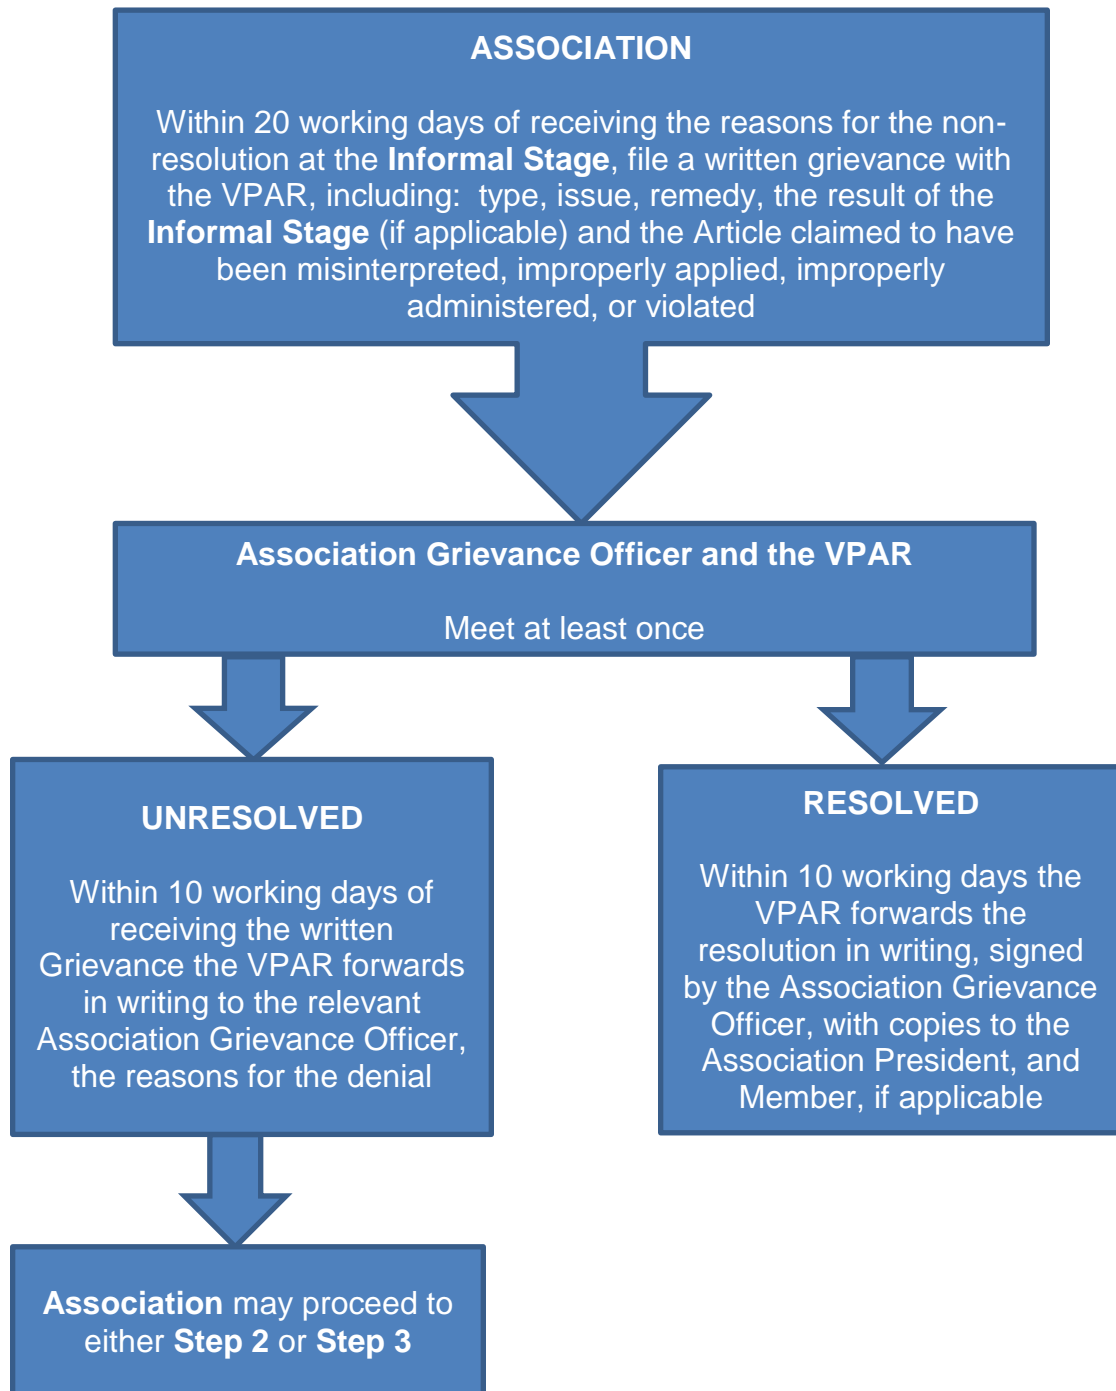 ASSOCIATION
Within 20 working days of receiving the reasons for the non-
resolution at the Informal Stage, file a written grievance with
the VPAR, including:  type, issue, remedy, the result of the
Informal Stage (if applicable) and the Article claimed to have
been misinterpreted, improperly applied, improperly
administered, or violated
Association Grievance Officer and the VPAR
Meet at least once
UNRESOLVED
Within 10 working days of
receiving the written
Grievance the VPAR forwards
in writing to the relevant
Association Grievance Officer,
the reasons for the denial
RESOLVED
Within 10 working days the
VPAR forwards the
resolution in writing, signed
by the Association Grievance
Officer, with copies to the
Association President, and
Member, if applicable
Association may proceed to
either Step 2 or Step 3